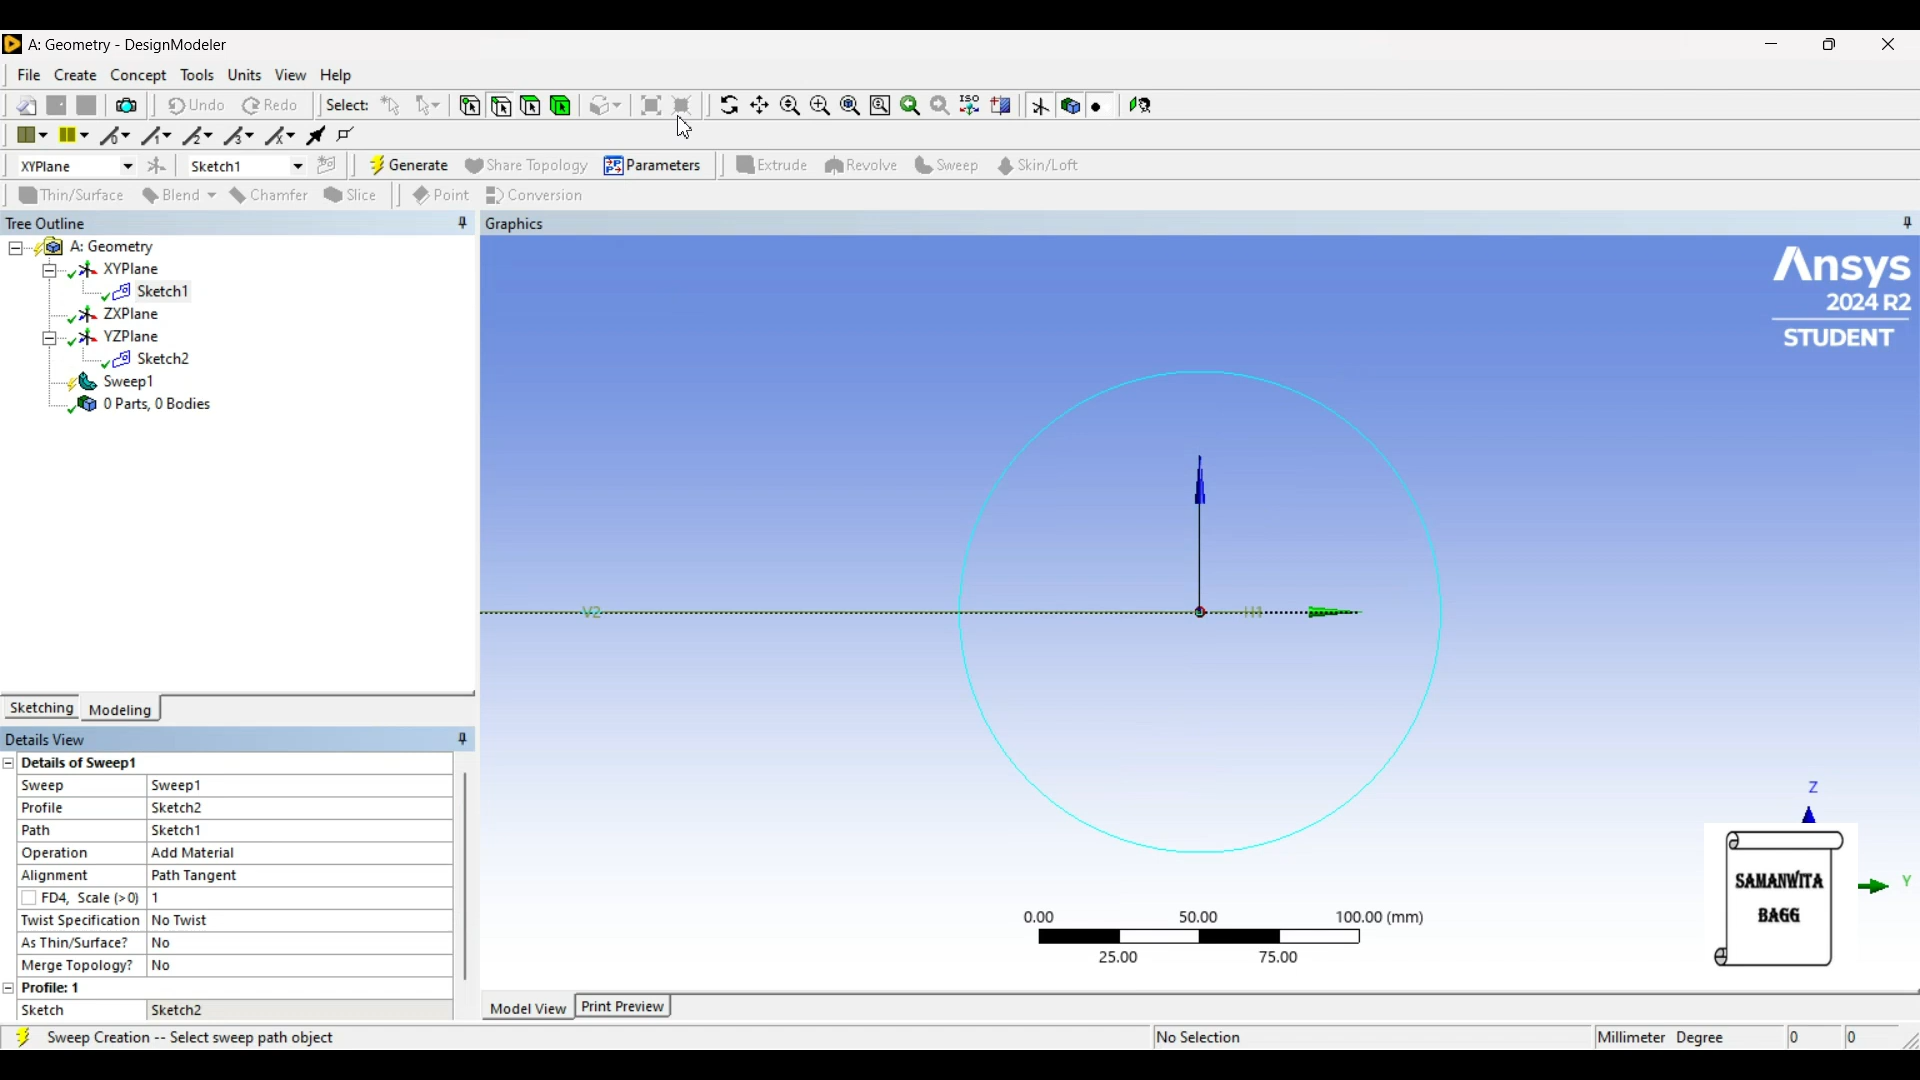 A: Geometry - DesignModeler
File Create Concept Tools Units View Help
Undo Redo Select: ISO
XYPlane Sketch1 Generate Share Topology Parameters Extrude Revolve Sweep Skin/Loft
Thin/Surface Blend Chamfer Slice Point Conversion
Tree Outline
A: Geometry
XYPlane
Sketch1
ZXPlane
YZPlane
Sketch2
Sweep1
0 Parts, 0 Bodies
Sketching Modeling
Details View
Details of Sweep1
Sweep Sweep1
Profile Sketch2
Path Sketch1
Operation Add Material
Alignment Path Tangent
FD4, Scale (>0) 1
Twist Specification No Twist
As Thin/Surface? No
Merge Topology? No
Profile: 1
Sketch Sketch2
Graphics
Ansys
2024 R2
STUDENT
V2 H1
Z
Y
SAMANWITA
BAGG
0.00 50.00 100.00 (mm)
25.00 75.00
Model View Print Preview
Sweep Creation -- Select sweep path object No Selection Millimeter Degree 0 0